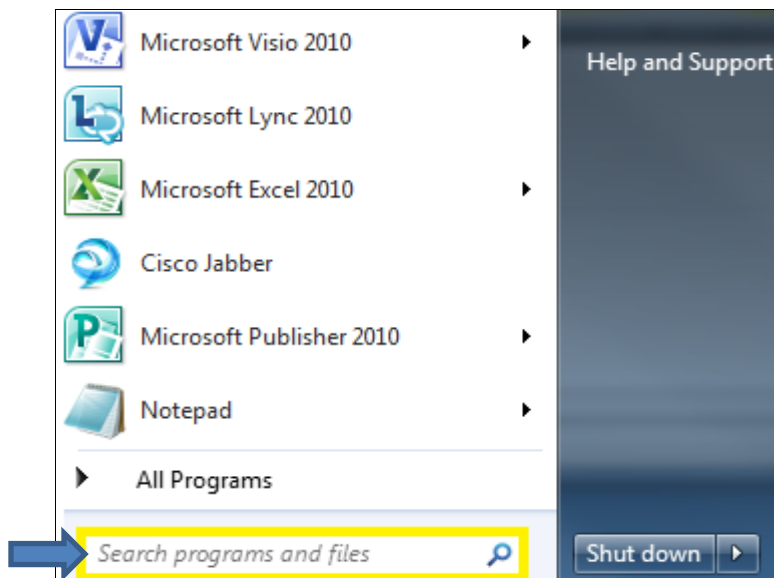 Microsoft Visio 2010
Microsoft Lync 2010
Microsoft Excel 2010
Cisco Jabber
Microsoft Publisher 2010
Notepad
All Programs
Search programs and files
Help and Support
Shut down